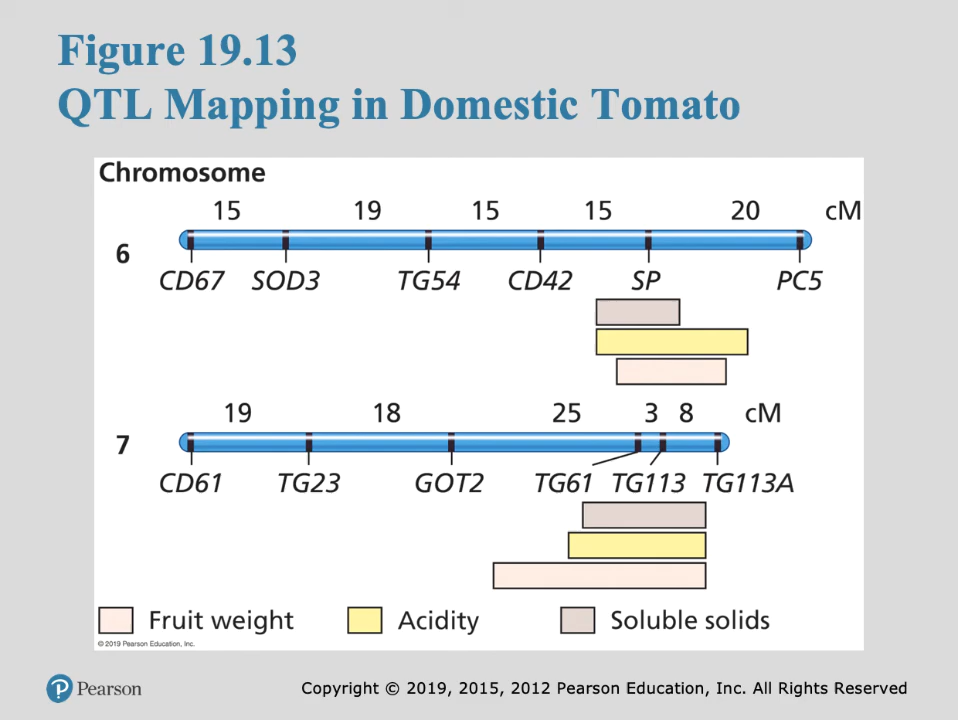 Figure 19.13
QTL Mapping in Domestic Tomato
Chromosome
15 19 15 15 20 cM
6
CD67 SOD3 TG54 CD42 SP PC5
19 18 25 3 8 cM
7
CD61 TG23 GOT2 TG61 TG113 TG113A
Fruit weight Acidity Soluble solids
© 2019 Pearson Education, Inc.
P Pearson
Copyright © 2019, 2015, 2012 Pearson Education, Inc. All Rights Reserved